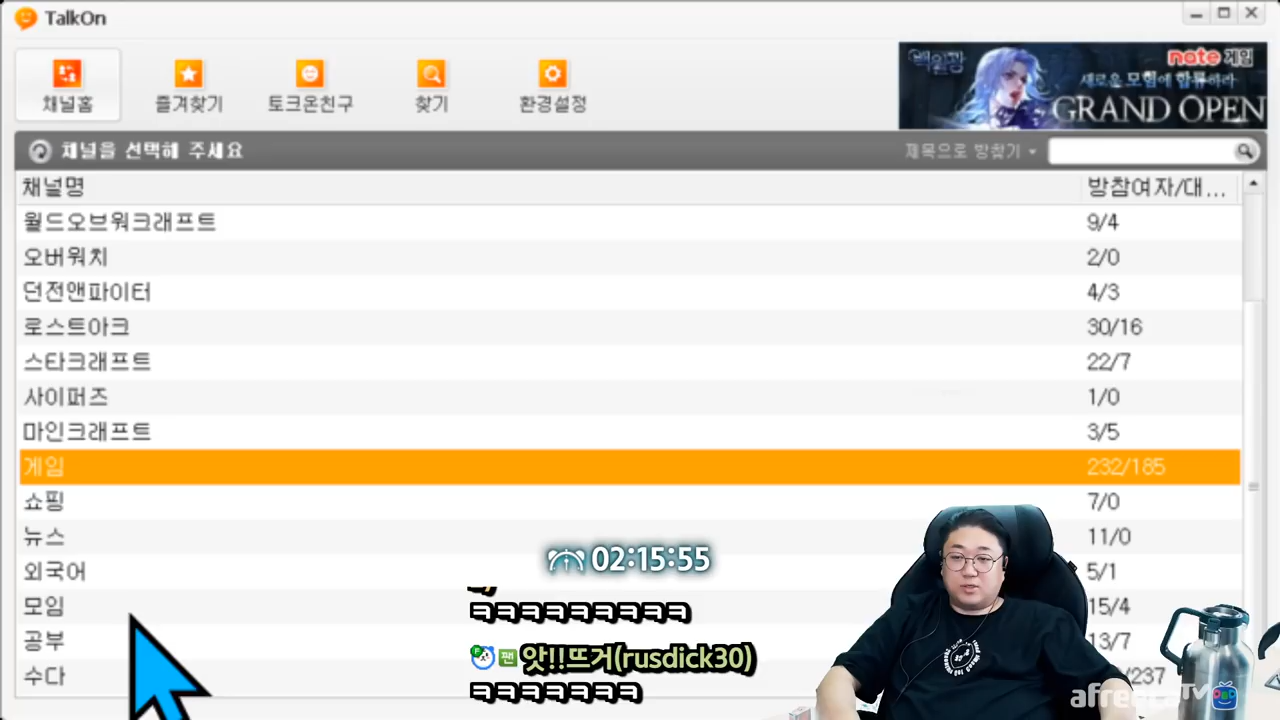 TalkOn
채널홈
즐겨찾기
토크온친구
찾기
환경설정
백일몽
nate 게임
새로운 모험에 합류하라
GRAND OPEN
채널을 선택해 주세요
제목으로 방찾기
채널명 방참여자/대...
월드오브워크래프트 9/4
오버워치 2/0
던전앤파이터 4/3
로스트아크 30/16
스타크래프트 22/7
사이퍼즈 1/0
마인크래프트 3/5
게임 232/185
쇼핑 7/0
뉴스 11/0
외국어 5/1
모임 15/4
공부 13/7
수다 /237
02:15:55
ㅋㅋㅋㅋㅋㅋㅋㅋㅋ
F 팬 앗!!뜨거(rusdick30)
ㅋㅋㅋㅋㅋㅋㅋ
afreecaTV